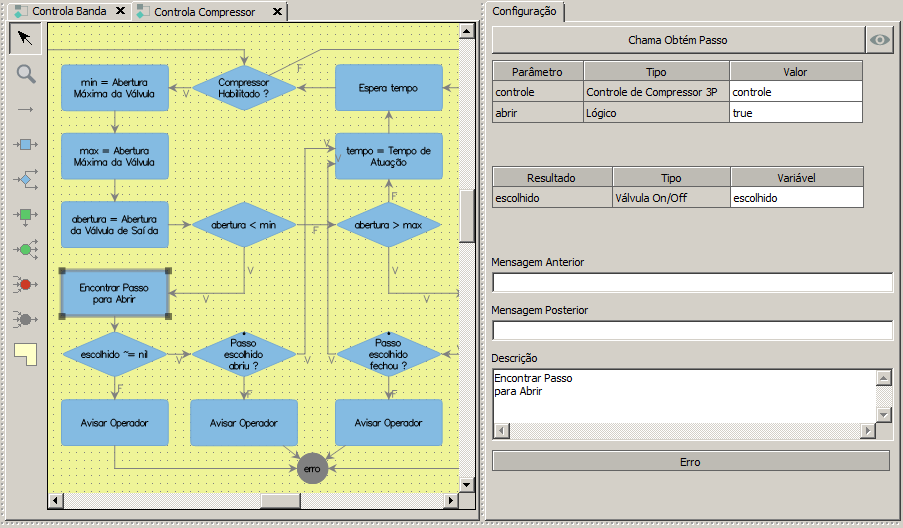 Controla Banda
Controla Compressor
min = Abertura
Máxima da Válvula
Compressor
Habilitado ?
F
V
Espera tempo
max = Abertura
Máxima da Válvula
V
V
tempo = Tempo de
Atuação
F
abertura = Abertura
da Válvula de Saída
abertura < min
F
abertura > max
V
V
Encontrar Passo
para Abrir
escolhido ~= nil
V
Passo
escolhido
abriu ?
V
Passo
escolhido
fechou ?
V
F
F
F
Avisar Operador
Avisar Operador
Avisar Operador
erro
Configuração
Chama Obtém Passo
Parâmetro Tipo Valor
controle Controle de Compressor 3P controle
abrir Lógico true
Resultado Tipo Variável
escolhido Válvula On/Off escolhido
Mensagem Anterior
Mensagem Posterior
Descrição
Encontrar Passo
para Abrir
Erro